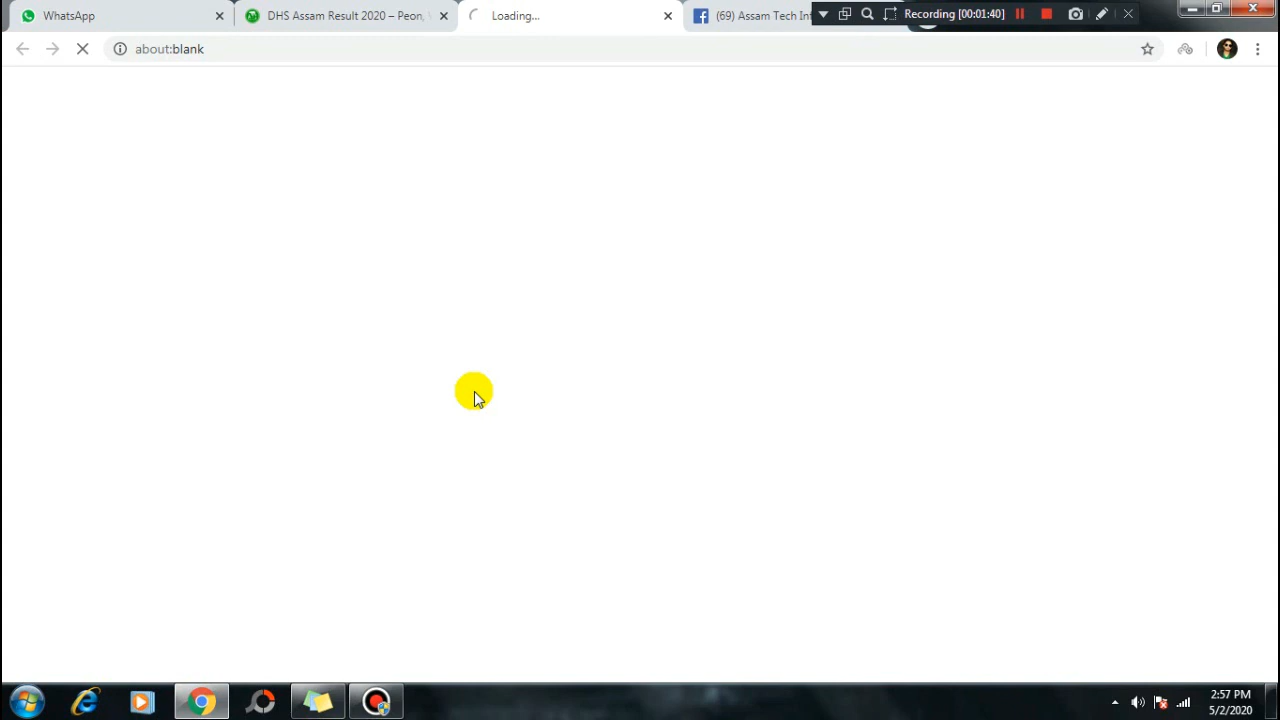 WhatsApp
DHS Assam Result 2020 – Peon,
Loading...
(69) Assam Tech Inf
Recording [00:01:40]
about:blank
2:57 PM
5/2/2020